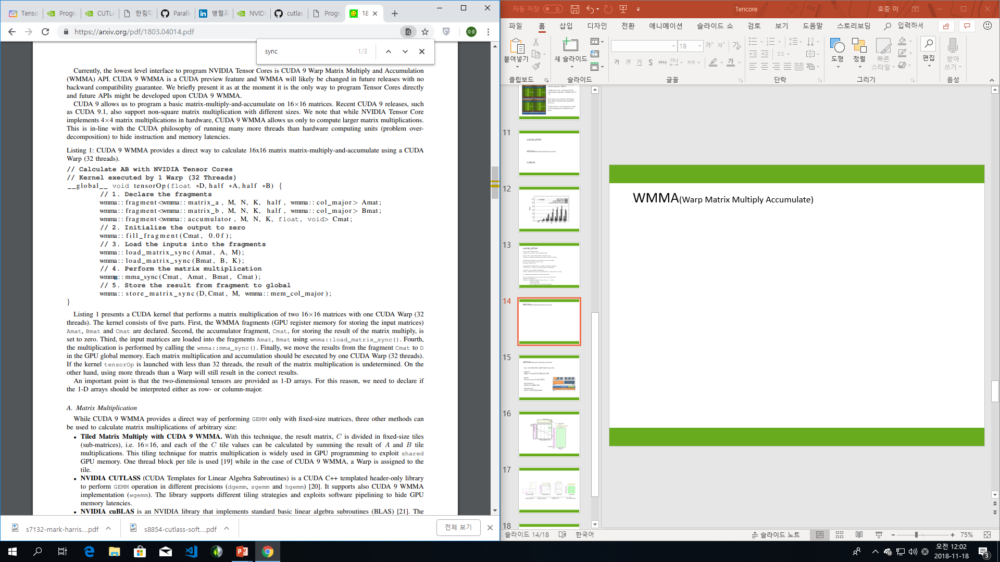 Tenso
Progra
CUTLA
한림대
Paralle
병렬프
NVIDI
cutlas
Progra
18
https://arxiv.org/pdf/1803.04014.pdf
호중
sync
1/3
Currently, the lowest level interface to program NVIDIA Tensor Cores is CUDA 9 Warp Matrix Multiply and Accumulation
(WMMA) API. CUDA 9 WMMA is a CUDA preview feature and WMMA will likely be changed in future releases with no
backward compatibility guarantee. We briefly present it as at the moment it is the only way to program Tensor Cores directly
and future APIs might be developed upon CUDA 9 WMMA.
CUDA 9 allows us to program a basic matrix-multiply-and-accumulate on 16×16 matrices. Recent CUDA 9 releases, such
as CUDA 9.1, also support non-square matrix multiplication with different sizes. We note that while NVIDIA Tensor Core
implements 4×4 matrix multiplications in hardware, CUDA 9 WMMA allows us only to compute larger matrix multiplications.
This is in-line with the CUDA philosophy of running many more threads than hardware computing units (problem over-
decomposition) to hide instruction and memory latencies.
Listing 1: CUDA 9 WMMA provides a direct way to calculate 16x16 matrix matrix-multiply-and-accumulate using a CUDA
Warp (32 threads).
// Calculate AB with NVIDIA Tensor Cores
// Kernel executed by 1 Warp (32 Threads)
__global__ void tensorOp(float *D, half *A, half *B) {
// 1. Declare the fragments
wmma::fragment<wmma::matrix_a, M, N, K, half, wmma::col_major> Amat;
wmma::fragment<wmma::matrix_b, M, N, K, half, wmma::col_major> Bmat;
wmma::fragment<wmma::accumulator, M, N, K, float, void> Cmat;
// 2. Initialize the output to zero
wmma::fill_fragment(Cmat, 0.0f);
// 3. Load the inputs into the fragments
wmma::load_matrix_sync(Amat, A, M);
wmma::load_matrix_sync(Bmat, B, K);
// 4. Perform the matrix multiplication
wmma::mma_sync(Cmat, Amat, Bmat, Cmat);
// 5. Store the result from fragment to global
wmma::store_matrix_sync(D, Cmat, M, wmma::mem_col_major);
}
Listing 1 presents a CUDA kernel that performs a matrix multiplication of two 16×16 matrices with one CUDA Warp (32
threads). The kernel consists of five parts. First, the WMMA fragments (GPU register memory for storing the input matrices)
Amat, Bmat and Cmat are declared. Second, the accumulator fragment, Cmat, for storing the result of the matrix multiply, is
set to zero. Third, the input matrices are loaded into the fragments Amat, Bmat using wmma::load_matrix_sync(). Fourth,
the multiplication is performed by calling the wmma::mma_sync(). Finally, we move the results from the fragment Cmat to D
in the GPU global memory. Each matrix multiplication and accumulation should be executed by one CUDA Warp (32 threads).
If the kernel tensorOp is launched with less than 32 threads, the result of the matrix multiplication is undetermined. On the
other hand, using more threads than a Warp will still result in the correct results.
An important point is that the two-dimensional tensors are provided as 1-D arrays. For this reason, we need to declare if
the 1-D arrays should be interpreted either as row- or column-major.
A. Matrix Multiplication
While CUDA 9 WMMA provides a direct way of performing GEMM only with fixed-size matrices, three other methods can
be used to calculate matrix multiplications of arbitrary size:
• Tiled Matrix Multiply with CUDA 9 WMMA. With this technique, the result matrix, C is divided in fixed-size tiles
(sub-matrices), i.e. 16×16, and each of the C tile values can be calculated by summing the result of A and B tile
multiplications. This tiling technique for matrix multiplication is widely used in GPU programming to exploit shared
GPU memory. One thread block per tile is used [19] while in the case of CUDA 9 WMMA, a Warp is assigned to the
tile.
• NVIDIA CUTLASS (CUDA Templates for Linear Algebra Subroutines) is a CUDA C++ templated header-only library
to perform GEMM operation in different precisions (dgemm, sgemm and hgemm) [20]. It supports also CUDA 9 WMMA
implementation (wgemm). The library supports different tiling strategies and exploits software pipelining to hide GPU
memory latencies.
• NVIDIA cuBLAS is an NVIDIA library that implements standard basic linear algebra subroutines (BLAS) [21]. The
s7132-mark-harris....pdf
s8854-cutlass-soft....pdf
전체 보기
자동 저장
끔
Tencore
호중 이
파일
홈
삽입
디자인
전환
애니메이션
슬라이드 쇼
검토
보기
도움말
스토리보딩
입력하세
붙여넣기
새 슬라이드
18
가
가
가
S
도형
정렬
빠른
스타일
편집
받아
쓰기
클립보드
슬라이드
글꼴
단락
그리기
음성
11
WMMA
CUTLASS
12
13
14
WMMA
15
WMMA
16
17
18
WMMA(Warp Matrix Multiply Accumulate)
슬라이드 14/18
한국어
슬라이드 노트
75%
오전 12:02
2018-11-18
3